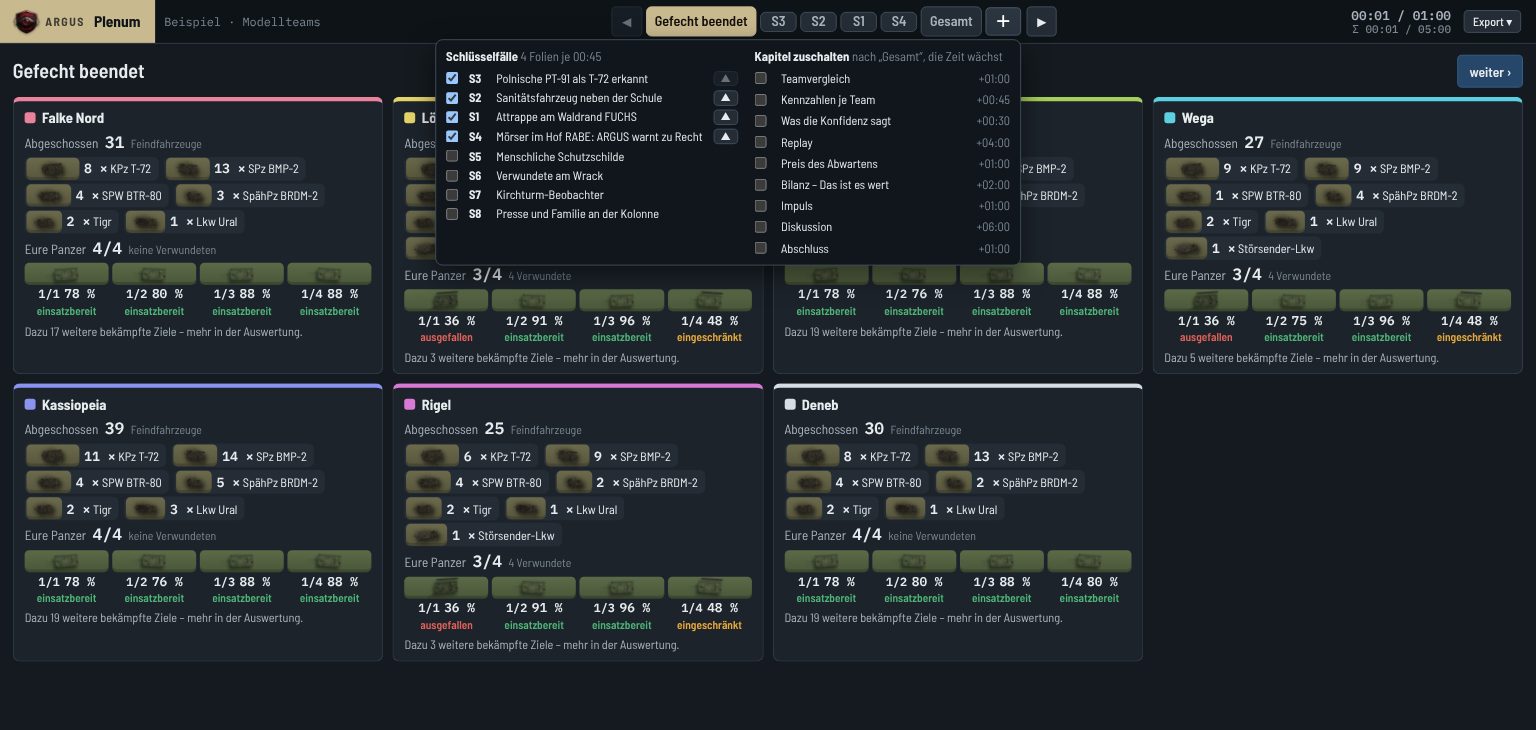 ARGUS Plenum
Beispiel · Modellteams
◀ Gefecht beendet S3 S2 S1 S4 Gesamt + ▶
00:01 / 01:00
Σ 00:01 / 05:00
Export ▾
Gefecht beendet
weiter ›
Schlüsselfälle 4 Folien je 00:45
S3 Polnische PT-91 als T-72 erkannt ▲
S2 Sanitätsfahrzeug neben der Schule ▲
S1 Attrappe am Waldrand FUCHS ▲
S4 Mörser im Hof RABE: ARGUS warnt zu Recht ▲
S5 Menschliche Schutzschilde
S6 Verwundete am Wrack
S7 Kirchturm-Beobachter
S8 Presse und Familie an der Kolonne
Kapitel zuschalten nach „Gesamt“, die Zeit wächst
Teamvergleich +01:00
Kennzahlen je Team +00:45
Was die Konfidenz sagt +00:30
Replay +04:00
Preis des Abwartens +01:00
Bilanz – Das ist es wert +02:00
Impuls +01:00
Diskussion +06:00
Abschluss +01:00
Falke Nord
Abgeschossen 31 Feindfahrzeuge
8 × KPz T-72 13 × SPz BMP-2
4 × SPW BTR-80 3 × SpähPz BRDM-2
2 × Tigr 1 × Lkw Ural
Eure Panzer 4/4 keine Verwundeten
1/1 78 % 1/2 80 % 1/3 88 % 1/4 88 %
einsatzbereit einsatzbereit einsatzbereit einsatzbereit
Dazu 17 weitere bekämpfte Ziele – mehr in der Auswertung.
Eure Panzer 3/4 4 Verwundete
1/1 36 % 1/2 91 % 1/3 96 % 1/4 48 %
ausgefallen einsatzbereit einsatzbereit eingeschränkt
Dazu 3 weitere bekämpfte Ziele – mehr in der Auswertung.
1/1 78 % 1/2 76 % 1/3 88 % 1/4 88 %
einsatzbereit einsatzbereit einsatzbereit einsatzbereit
Dazu 19 weitere bekämpfte Ziele – mehr in der Auswertung.
Wega
Abgeschossen 27 Feindfahrzeuge
9 × KPz T-72 9 × SPz BMP-2
1 × SPW BTR-80 4 × SpähPz BRDM-2
2 × Tigr 1 × Lkw Ural
1 × Störsender-Lkw
Eure Panzer 3/4 4 Verwundete
1/1 36 % 1/2 75 % 1/3 96 % 1/4 48 %
ausgefallen einsatzbereit einsatzbereit eingeschränkt
Dazu 5 weitere bekämpfte Ziele – mehr in der Auswertung.
Kassiopeia
Abgeschossen 39 Feindfahrzeuge
11 × KPz T-72 14 × SPz BMP-2
4 × SPW BTR-80 5 × SpähPz BRDM-2
2 × Tigr 3 × Lkw Ural
Eure Panzer 4/4 keine Verwundeten
1/1 78 % 1/2 76 % 1/3 88 % 1/4 88 %
einsatzbereit einsatzbereit einsatzbereit einsatzbereit
Dazu 19 weitere bekämpfte Ziele – mehr in der Auswertung.
Rigel
Abgeschossen 25 Feindfahrzeuge
6 × KPz T-72 9 × SPz BMP-2
4 × SPW BTR-80 2 × SpähPz BRDM-2
2 × Tigr 1 × Lkw Ural
1 × Störsender-Lkw
Eure Panzer 3/4 4 Verwundete
1/1 36 % 1/2 91 % 1/3 96 % 1/4 48 %
ausgefallen einsatzbereit einsatzbereit eingeschränkt
Dazu 3 weitere bekämpfte Ziele – mehr in der Auswertung.
Deneb
Abgeschossen 30 Feindfahrzeuge
8 × KPz T-72 13 × SPz BMP-2
4 × SPW BTR-80 2 × SpähPz BRDM-2
2 × Tigr 1 × Lkw Ural
Eure Panzer 4/4 keine Verwundeten
1/1 78 % 1/2 80 % 1/3 88 % 1/4 80 %
einsatzbereit einsatzbereit einsatzbereit einsatzbereit
Dazu 19 weitere bekämpfte Ziele – mehr in der Auswertung.